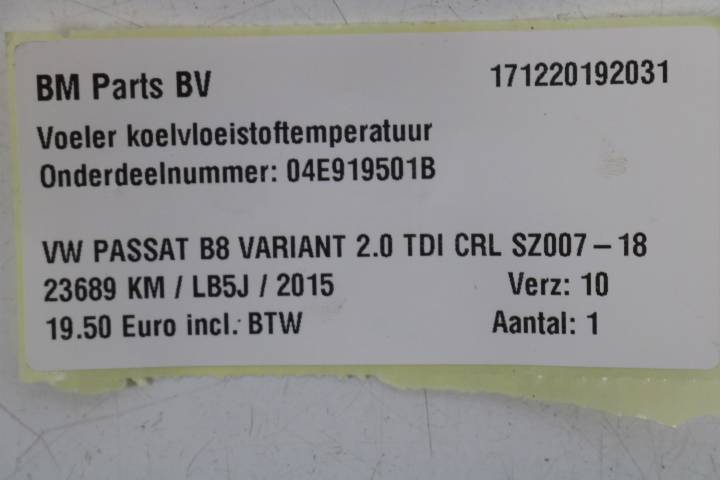 BM Parts BV 171220192031
Voeler koelvloeistoftemperatuur
Onderdeelnummer: 04E919501B
VW PASSAT B8 VARIANT 2.0 TDI CRL SZ007-18
23689 KM / LB5J / 2015 Verz: 10
19.50 Euro incl. BTW Aantal: 1